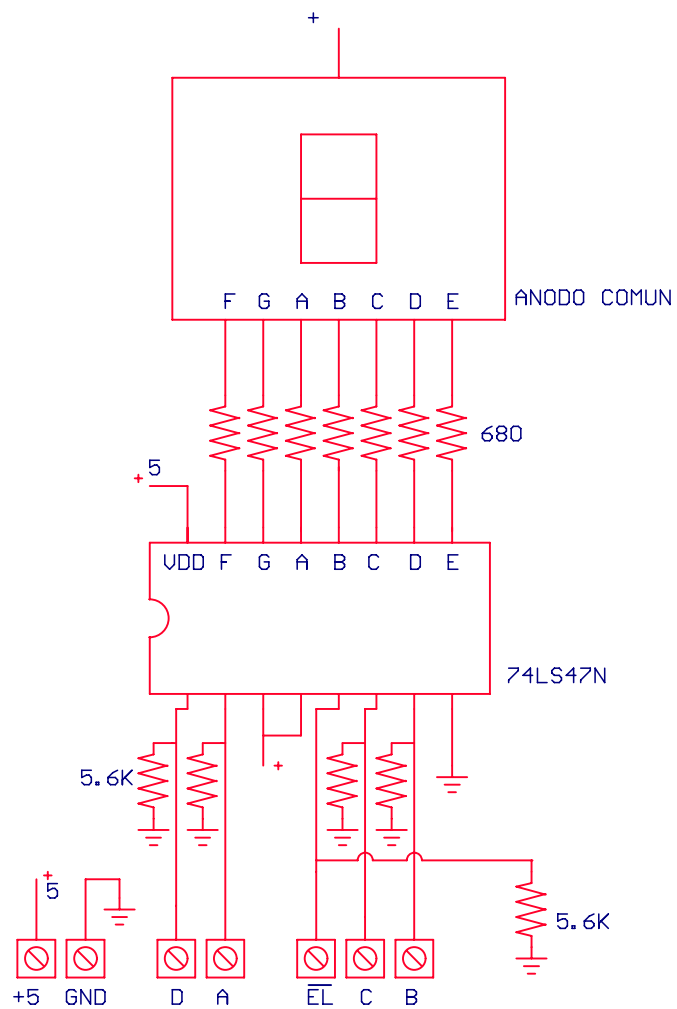 +
F G A B C D E
ANODO COMUN
680
+5
VDD F G A B C D E
74LS47N
+
5.6K
+5
5.6K
+5 GND D A EL C B